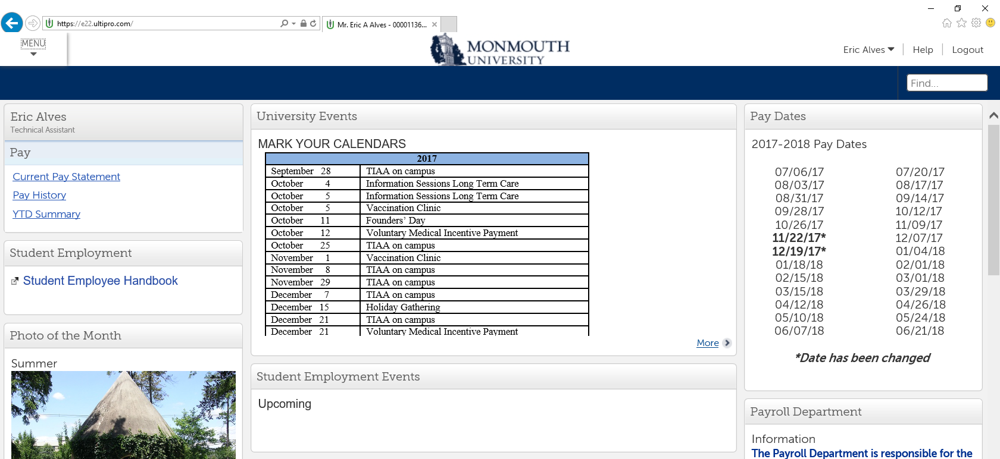 https://e22.ultipro.com/
Mr. Eric A Alves - 00001136...
MENU
MONMOUTH
UNIVERSITY
Eric Alves
Help
Logout
Find...
Eric Alves
Technical Assistant
Pay
Current Pay Statement
Pay History
YTD Summary
Student Employment
Student Employee Handbook
Photo of the Month
Summer
University Events
MARK YOUR CALENDARS
2017
September 28 TIAA on campus
October 4 Information Sessions Long Term Care
October 5 Information Sessions Long Term Care
October 5 Vaccination Clinic
October 11 Founders’ Day
October 12 Voluntary Medical Incentive Payment
October 25 TIAA on campus
November 1 Vaccination Clinic
November 8 TIAA on campus
November 29 TIAA on campus
December 7 TIAA on campus
December 15 Holiday Gathering
December 21 TIAA on campus
December 21 Voluntary Medical Incentive Payment
More
Student Employment Events
Upcoming
Pay Dates
2017-2018 Pay Dates
07/06/17 07/20/17
08/03/17 08/17/17
08/31/17 09/14/17
09/28/17 10/12/17
10/26/17 11/09/17
11/22/17* 12/07/17
12/19/17* 01/04/18
01/18/18 02/01/18
02/15/18 03/01/18
03/15/18 03/29/18
04/12/18 04/26/18
05/10/18 05/24/18
06/07/18 06/21/18
*Date has been changed
Payroll Department
Information
The Payroll Department is responsible for the